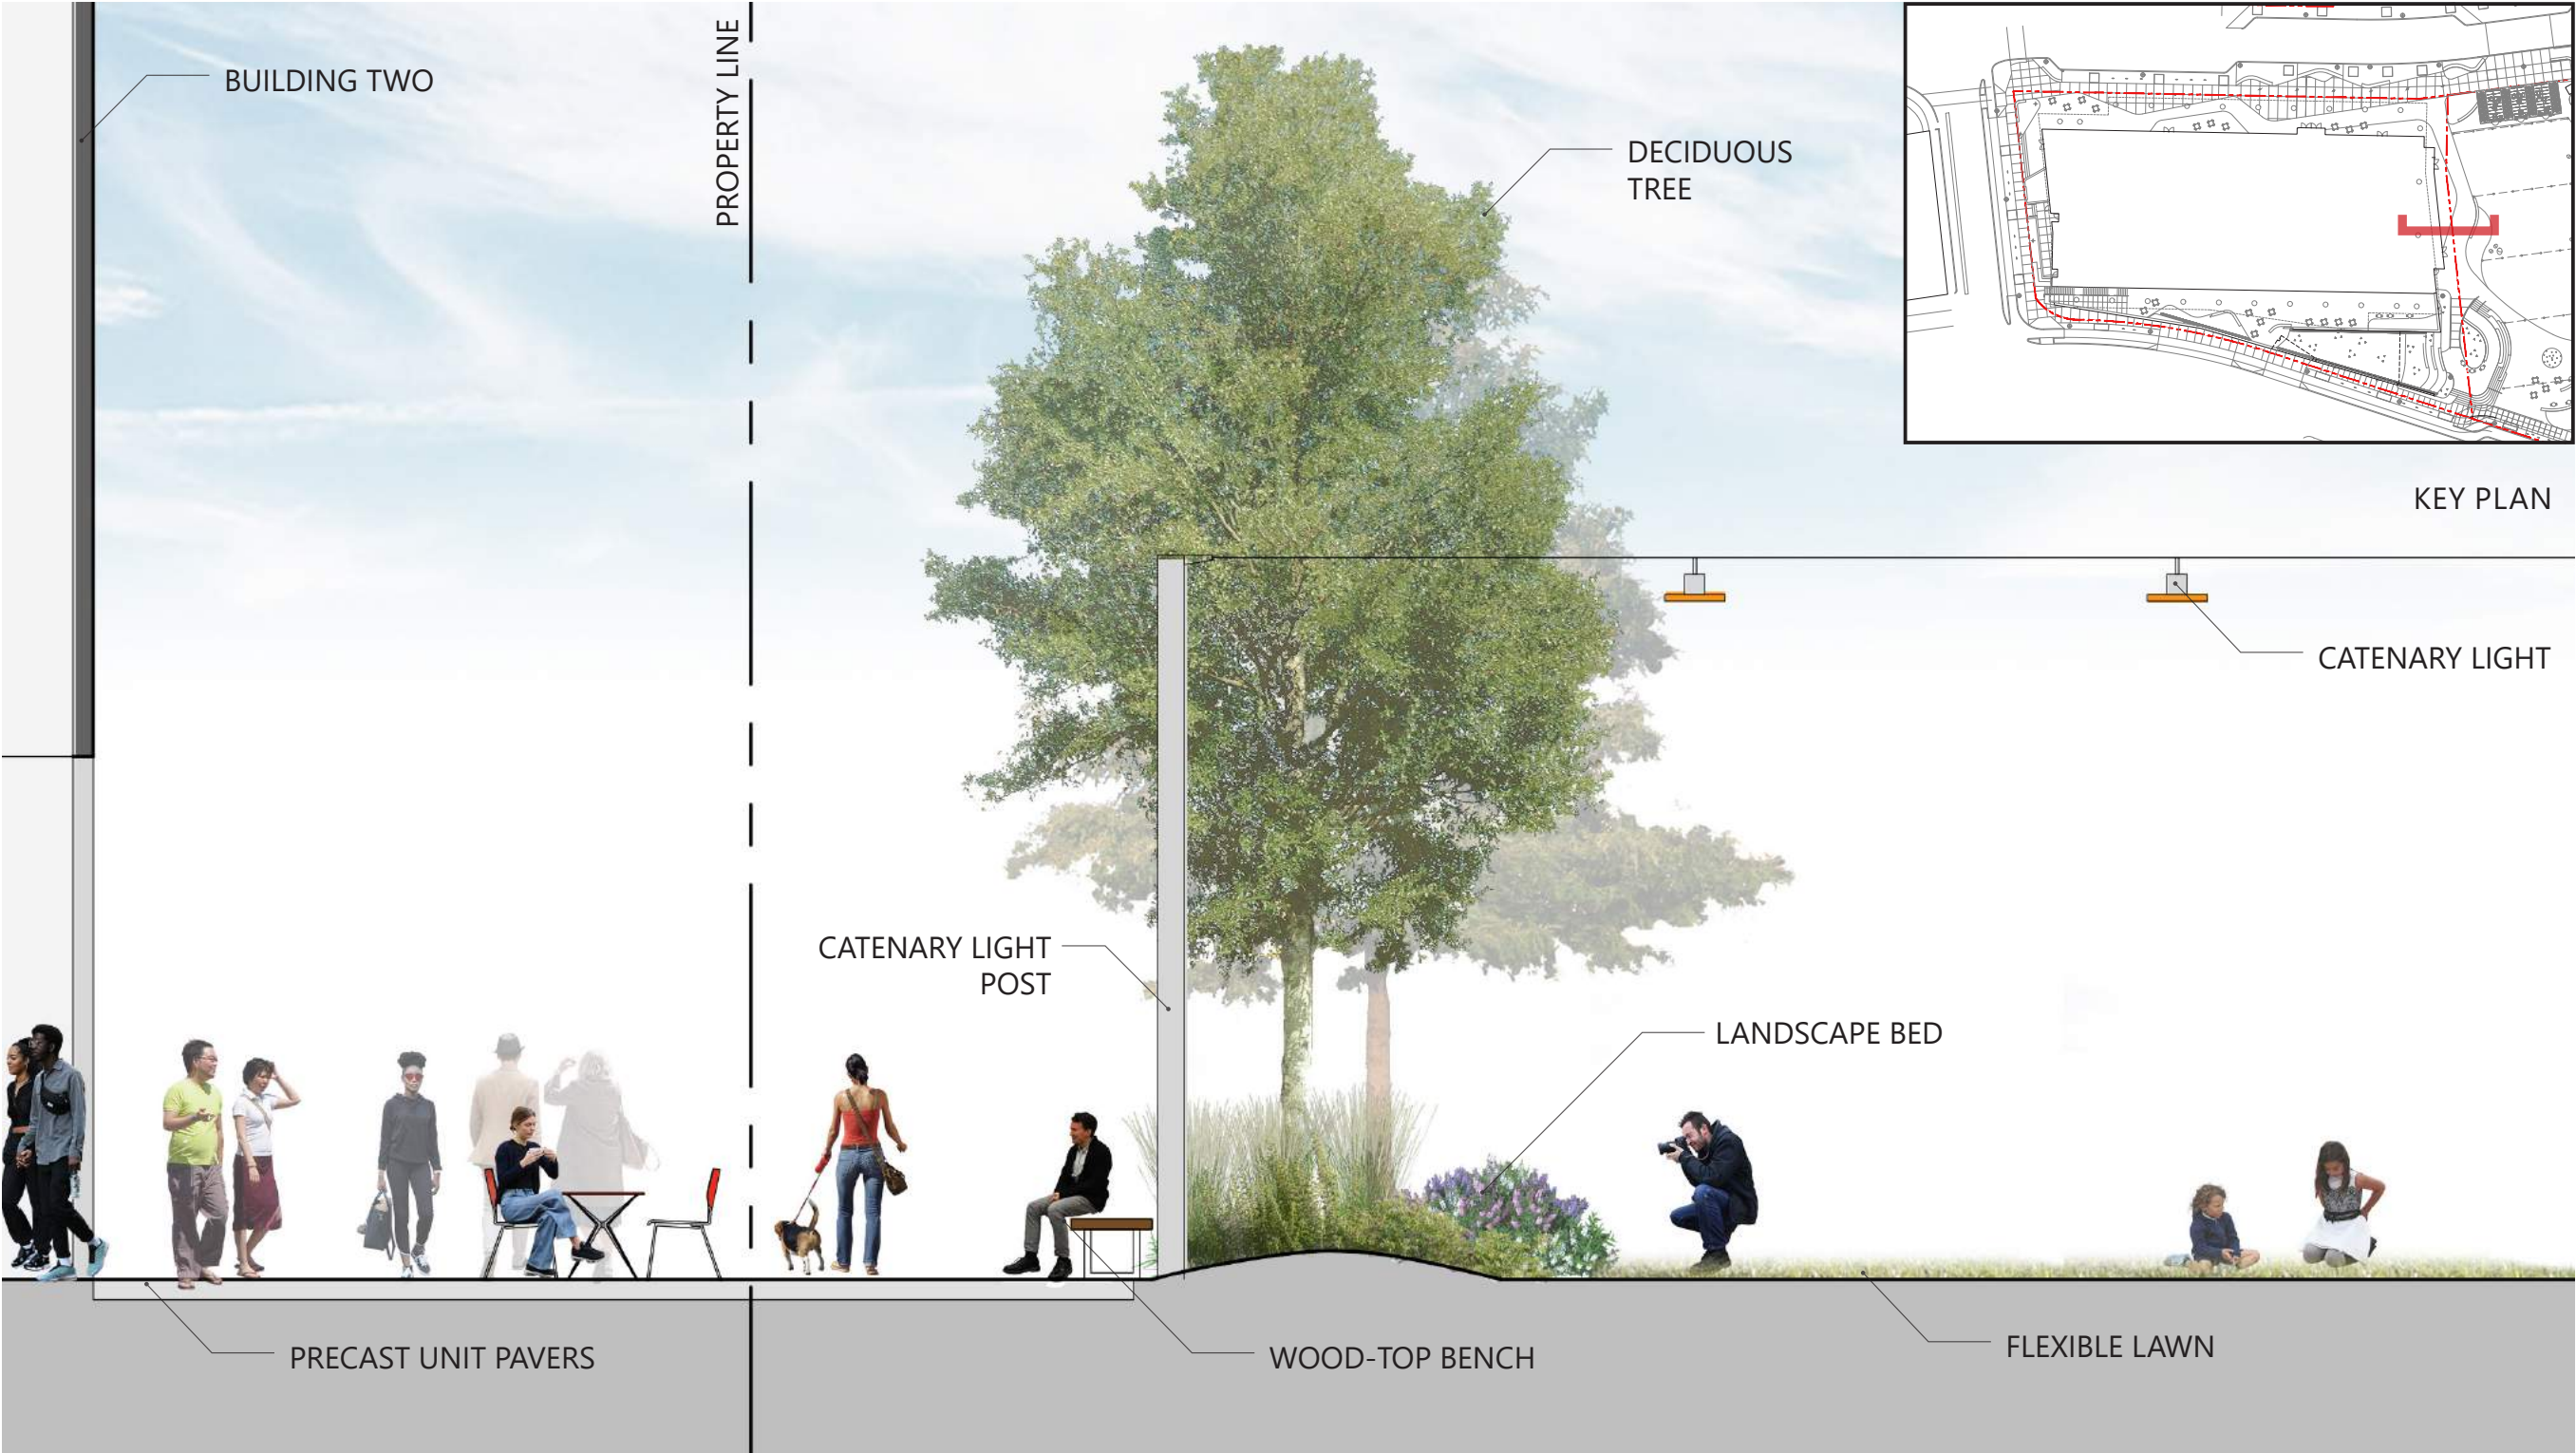 BUILDING TWO
PROPERTY LINE
DECIDUOUS
TREE
KEY PLAN
CATENARY LIGHT
CATENARY LIGHT
POST
LANDSCAPE BED
PRECAST UNIT PAVERS
WOOD-TOP BENCH
FLEXIBLE LAWN